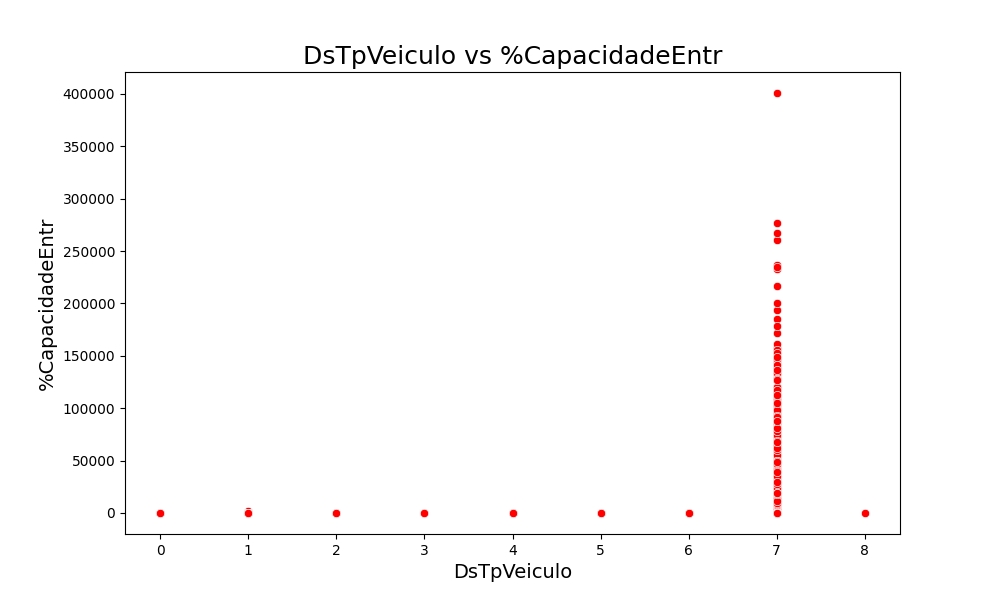 DsTpVeiculo vs %CapacidadeEntr
400000
350000
300000
250000
200000
150000
100000
50000
0
%CapacidadeEntr
0 1 2 3 4 5 6 7 8
DsTpVeiculo